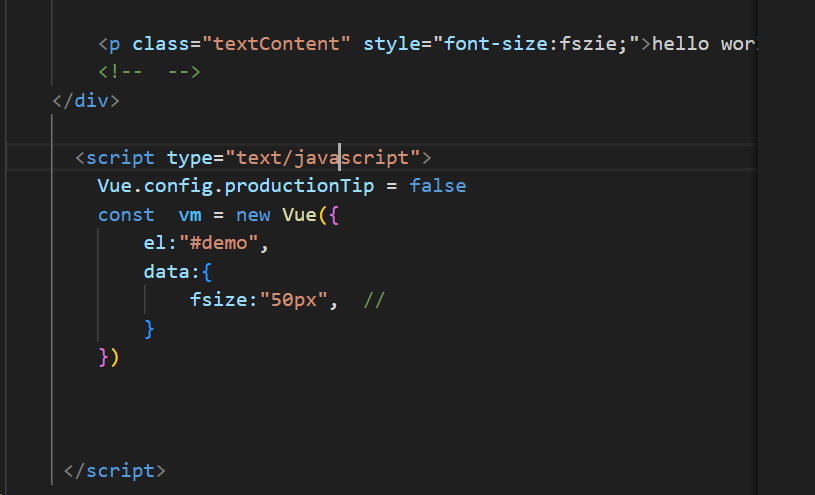 <p class="textContent" style="font-size:fszie;">hello wor
<!--  -->
</div>
<script type="text/javascript">
Vue.config.productionTip = false
const  vm = new Vue({
el:"#demo",
data:{
fsize:"50px",  //
}
})
</script>